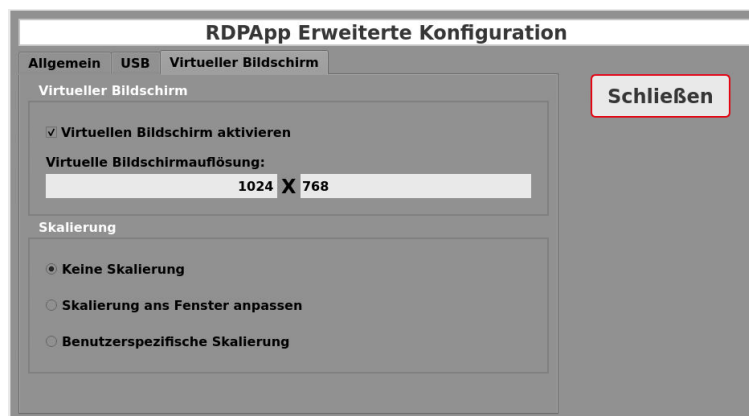 RDPApp Erweiterte Konfiguration
Allgemein USB Virtueller Bildschirm
Virtueller Bildschirm
Schließen
Virtuellen Bildschirm aktivieren
Virtuelle Bildschirmauflösung:
1024 X 768
Skalierung
Keine Skalierung
Skalierung ans Fenster anpassen
Benutzerspezifische Skalierung